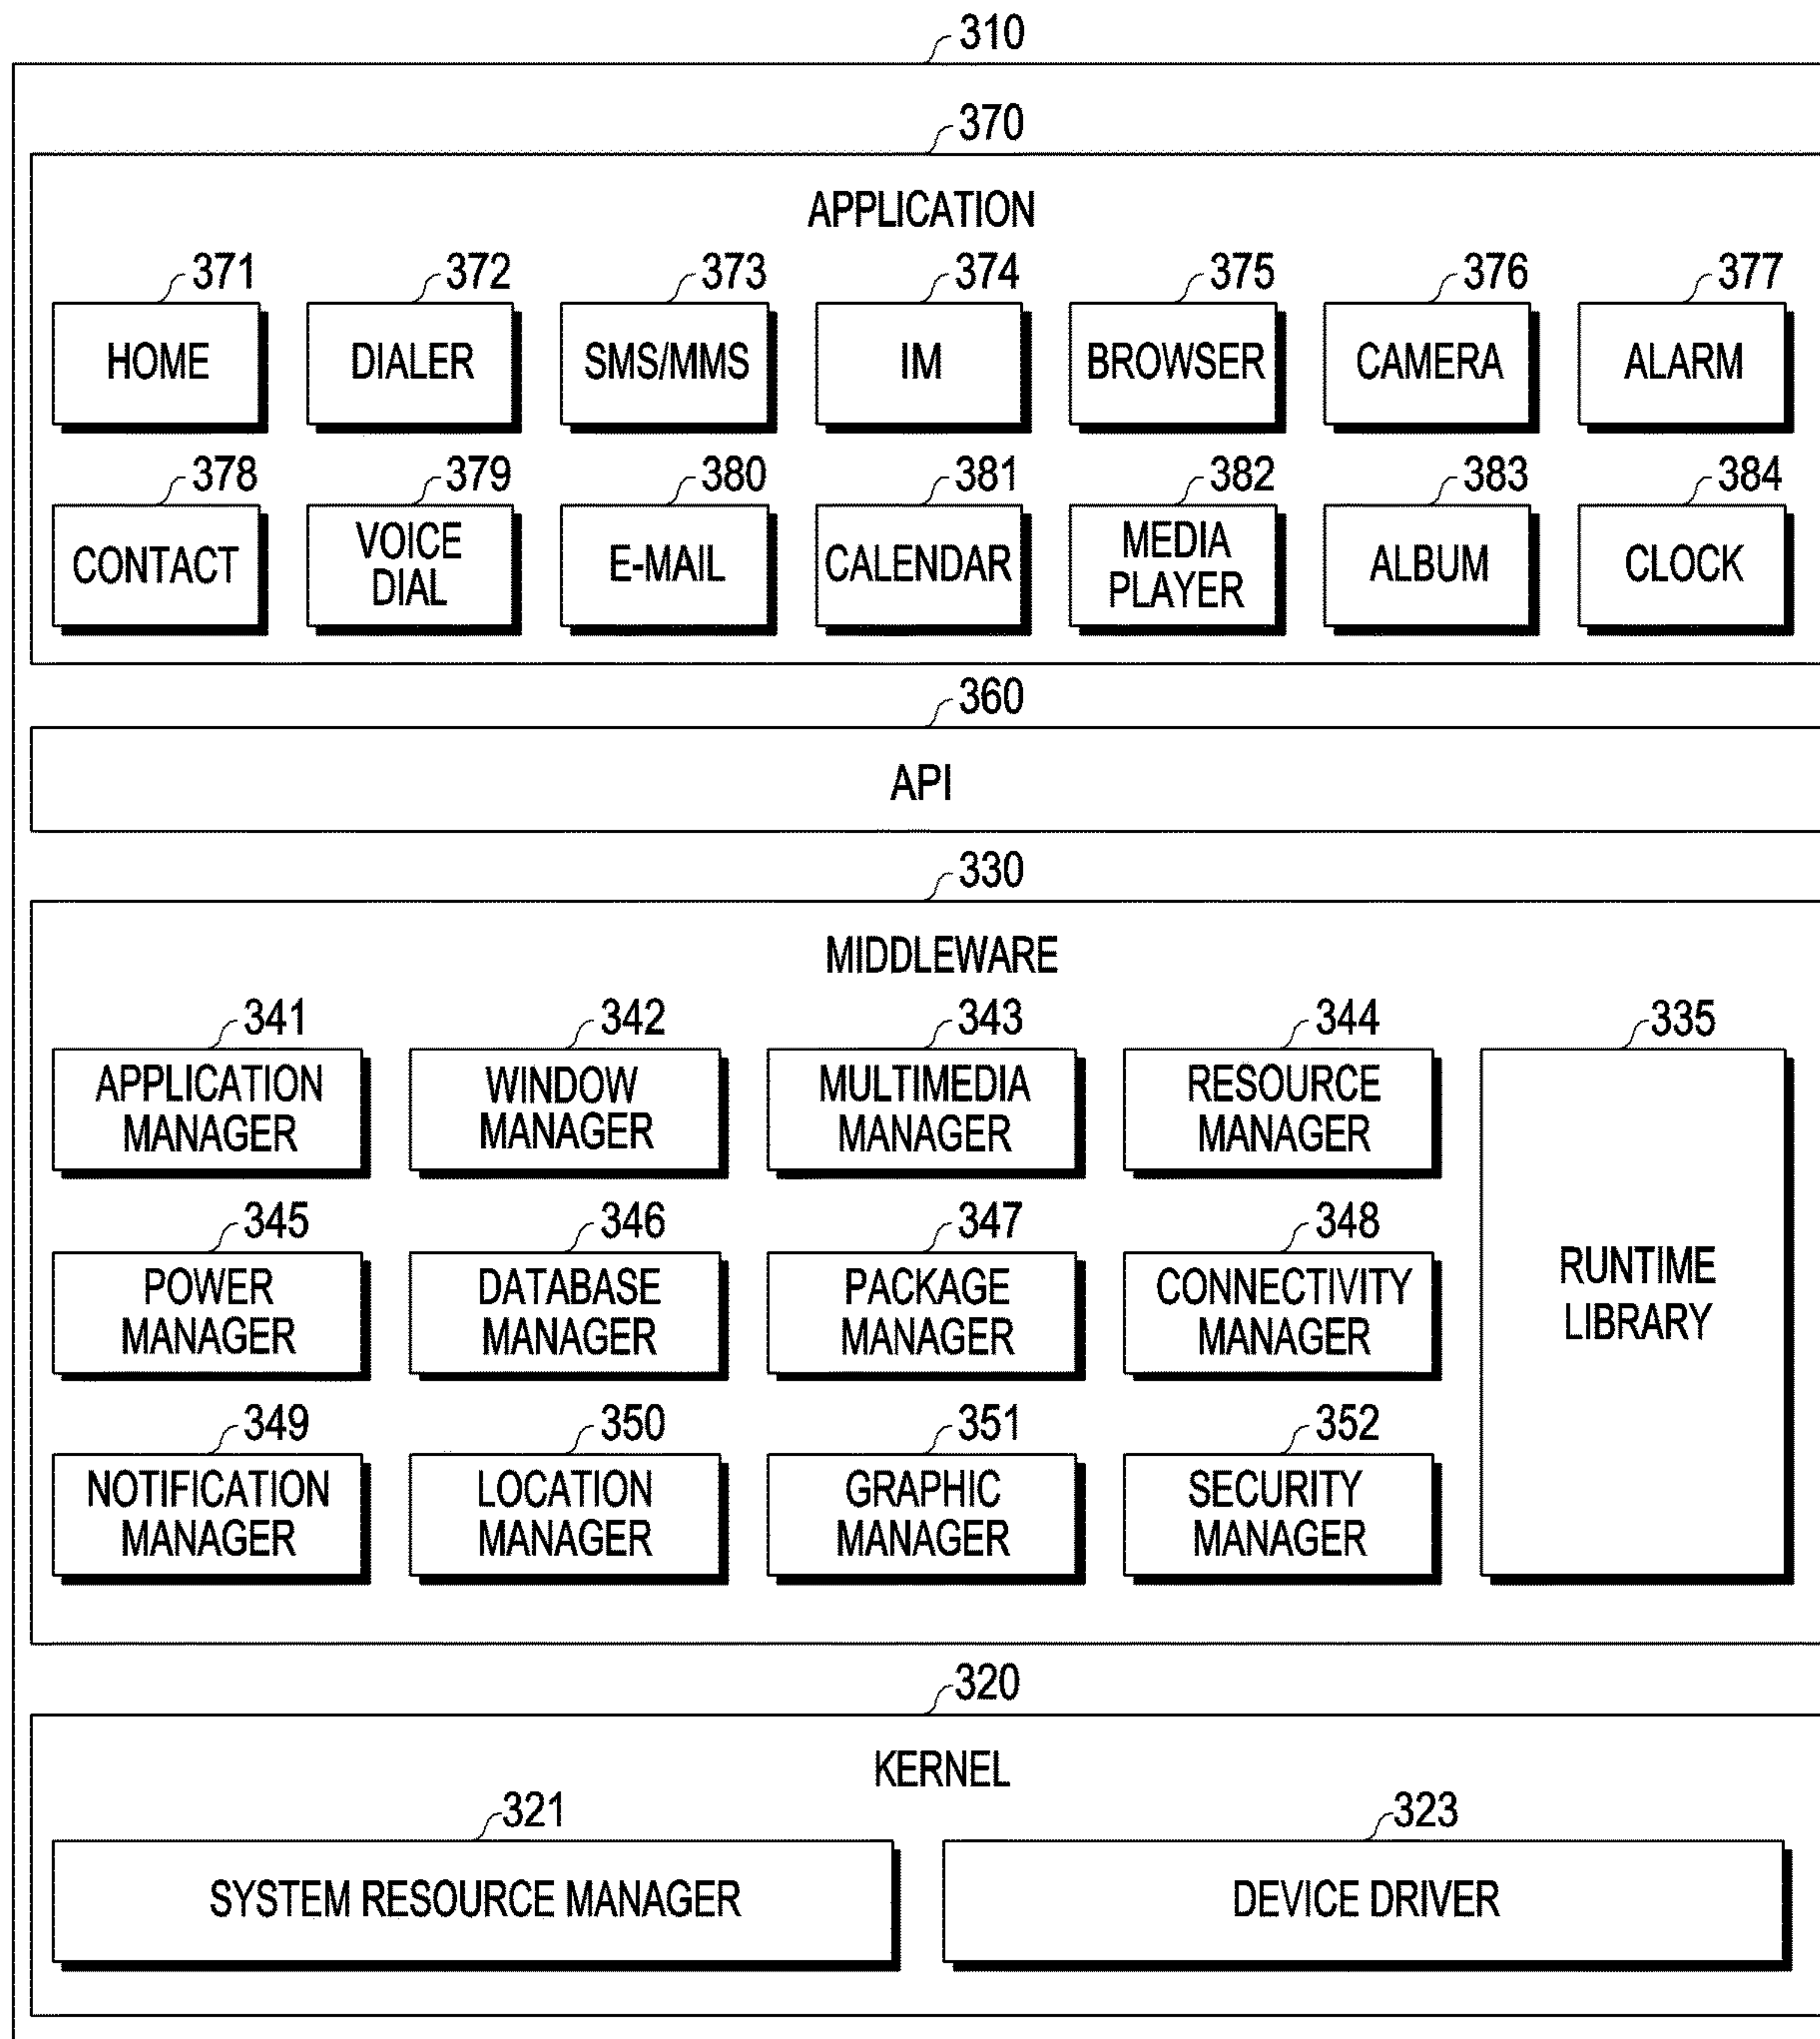 310
370
APPLICATION
371 372 373 374 375 376 377
HOME DIALER SMS/MMS IM BROWSER CAMERA ALARM
378 379 380 381 382 383 384
CONTACT VOICE DIAL E-MAIL CALENDAR MEDIA PLAYER ALBUM CLOCK
360
API
330
MIDDLEWARE
341 342 343 344 335
APPLICATION MANAGER WINDOW MANAGER MULTIMEDIA MANAGER RESOURCE MANAGER
345 346 347 348
POWER MANAGER DATABASE MANAGER PACKAGE MANAGER CONNECTIVITY MANAGER RUNTIME LIBRARY
349 350 351 352
NOTIFICATION MANAGER LOCATION MANAGER GRAPHIC MANAGER SECURITY MANAGER
320
KERNEL
321 323
SYSTEM RESOURCE MANAGER DEVICE DRIVER